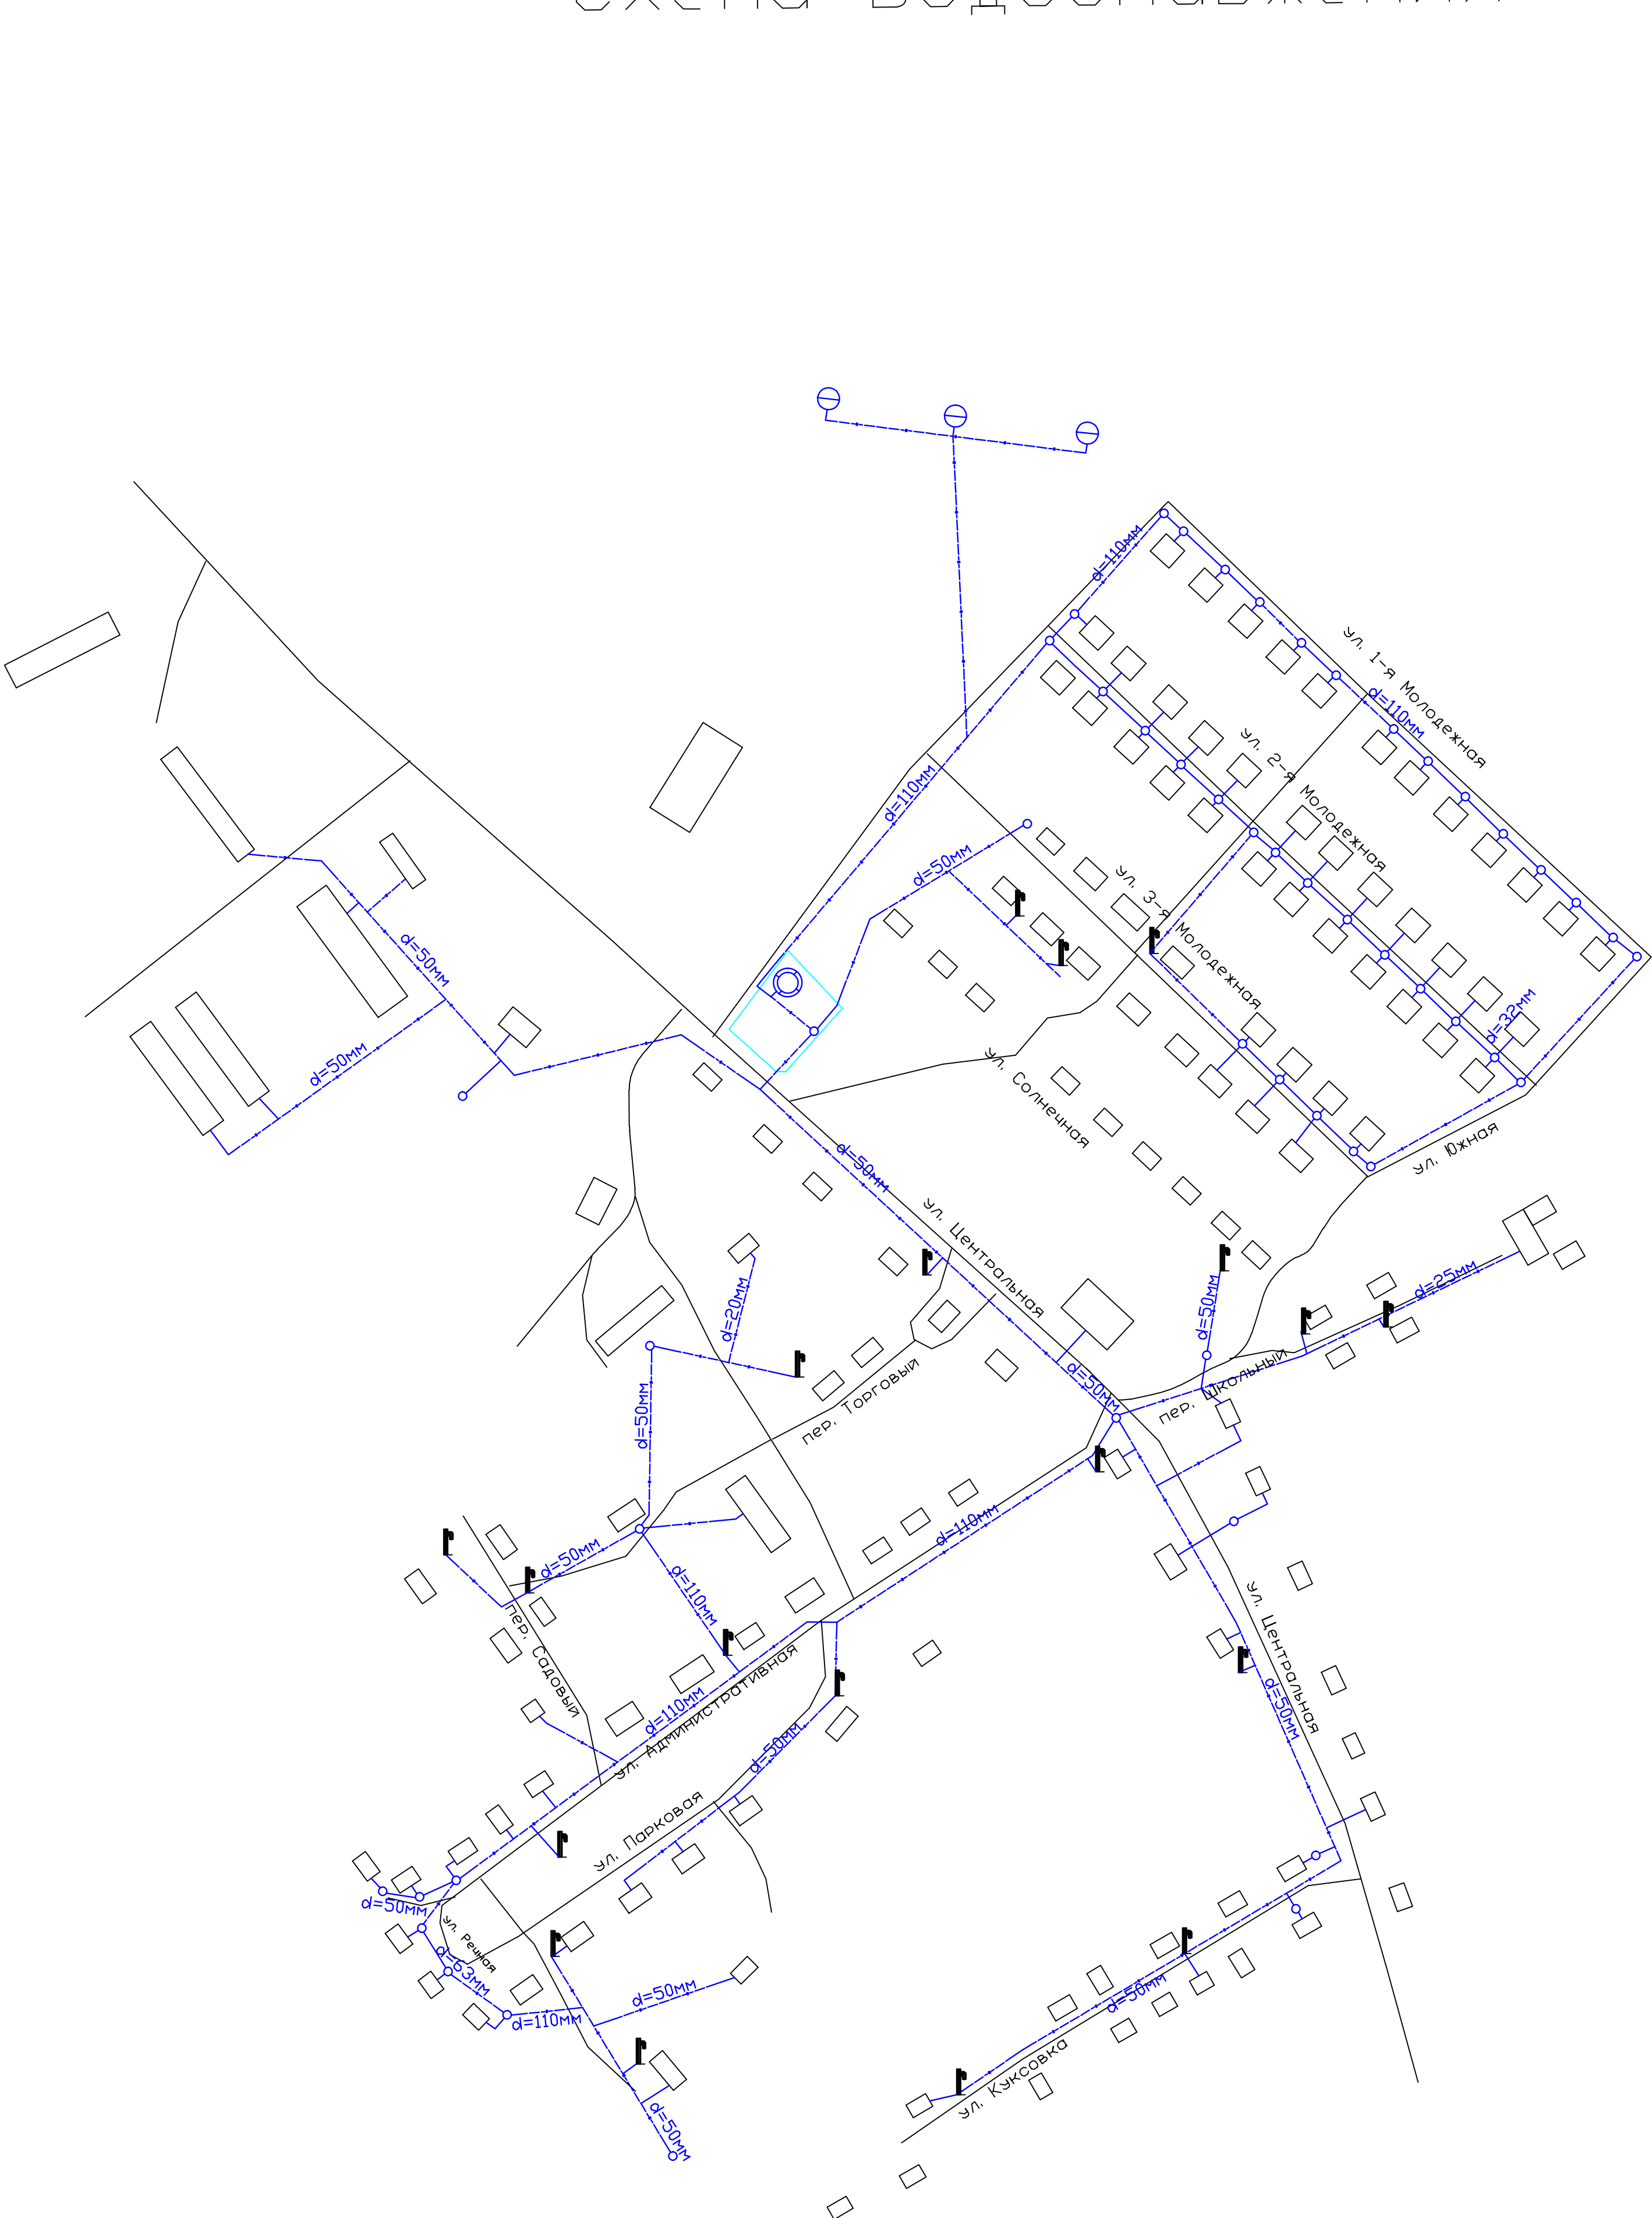 схема водоснабжения
d=110мм
ул. 1-я Молодежная
d=110мм
ул. 2-я Молодежная
d=110мм
d=50мм
ул. 3-я Молодежная
d=50мм
d=32мм
d=50мм
ул. Солнечная
ул. Южная
d=50мм
ул. Центральная
d=50мм
d=25мм
d=20мм
d=50мм
d=50мм
пер. Школьный
пер. Торговый
d=110мм
d=50мм
d=110мм
пер. Садовый
ул. Центральная
d=50мм
d=110мм
ул. Административная
d=50мм
ул. Парковая
d=50мм
ул. Речная
d=63мм
d=50мм
d=110мм
d=50мм
ул. Куксовка
d=50мм